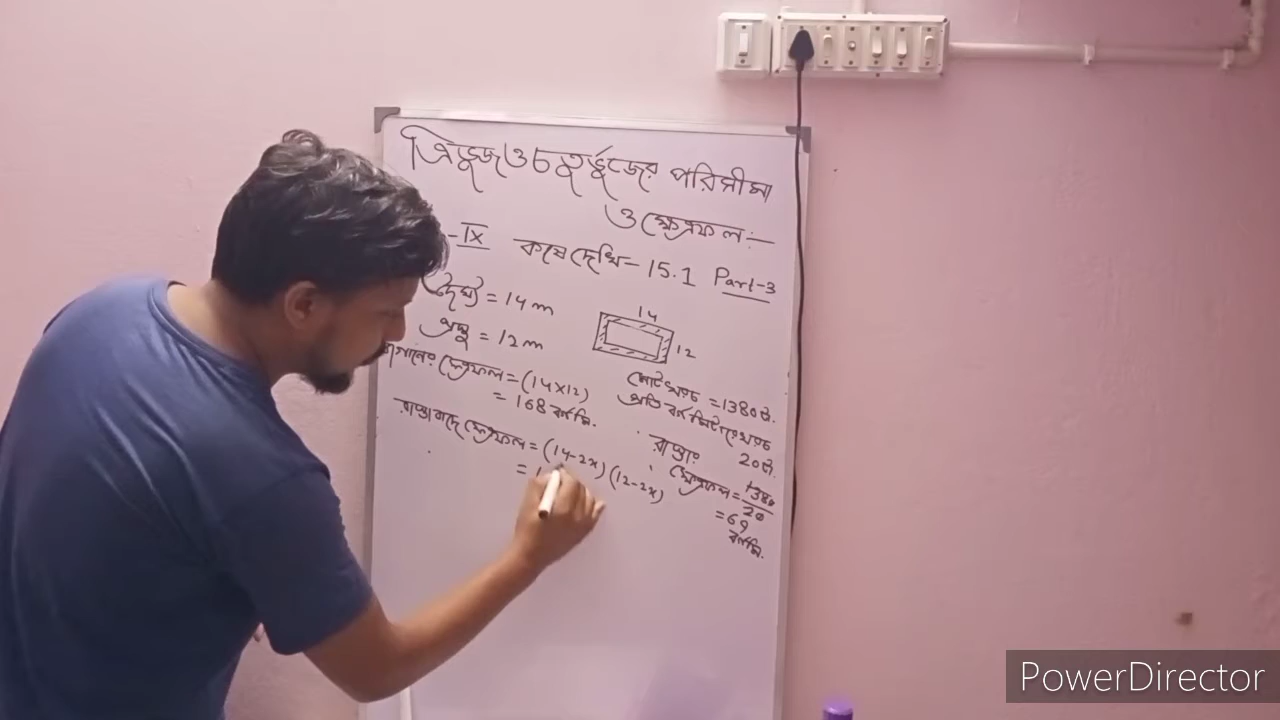 ত্রিভুজ ও চতুর্ভুজের পরিসীমা
ও ক্ষেত্রফল :—
- IX কষে দেখি - 15.1 Part-3
দৈর্ঘ্য = 14 m
প্রস্থ = 12 m
14
12
বাগানের ক্ষেত্রফল = (14×12)
= 168 বর্গমি.
রাস্তাবাদে ক্ষেত্রফল = (14-2x) (12-2x)
= 1
মোট খরচ = 1380 টা.
প্রতি বর্গমিটারে খরচ
20 টা.
রাস্তার
ক্ষেত্রফল = 1380/20
= 69
বর্গমি.
PowerDirector